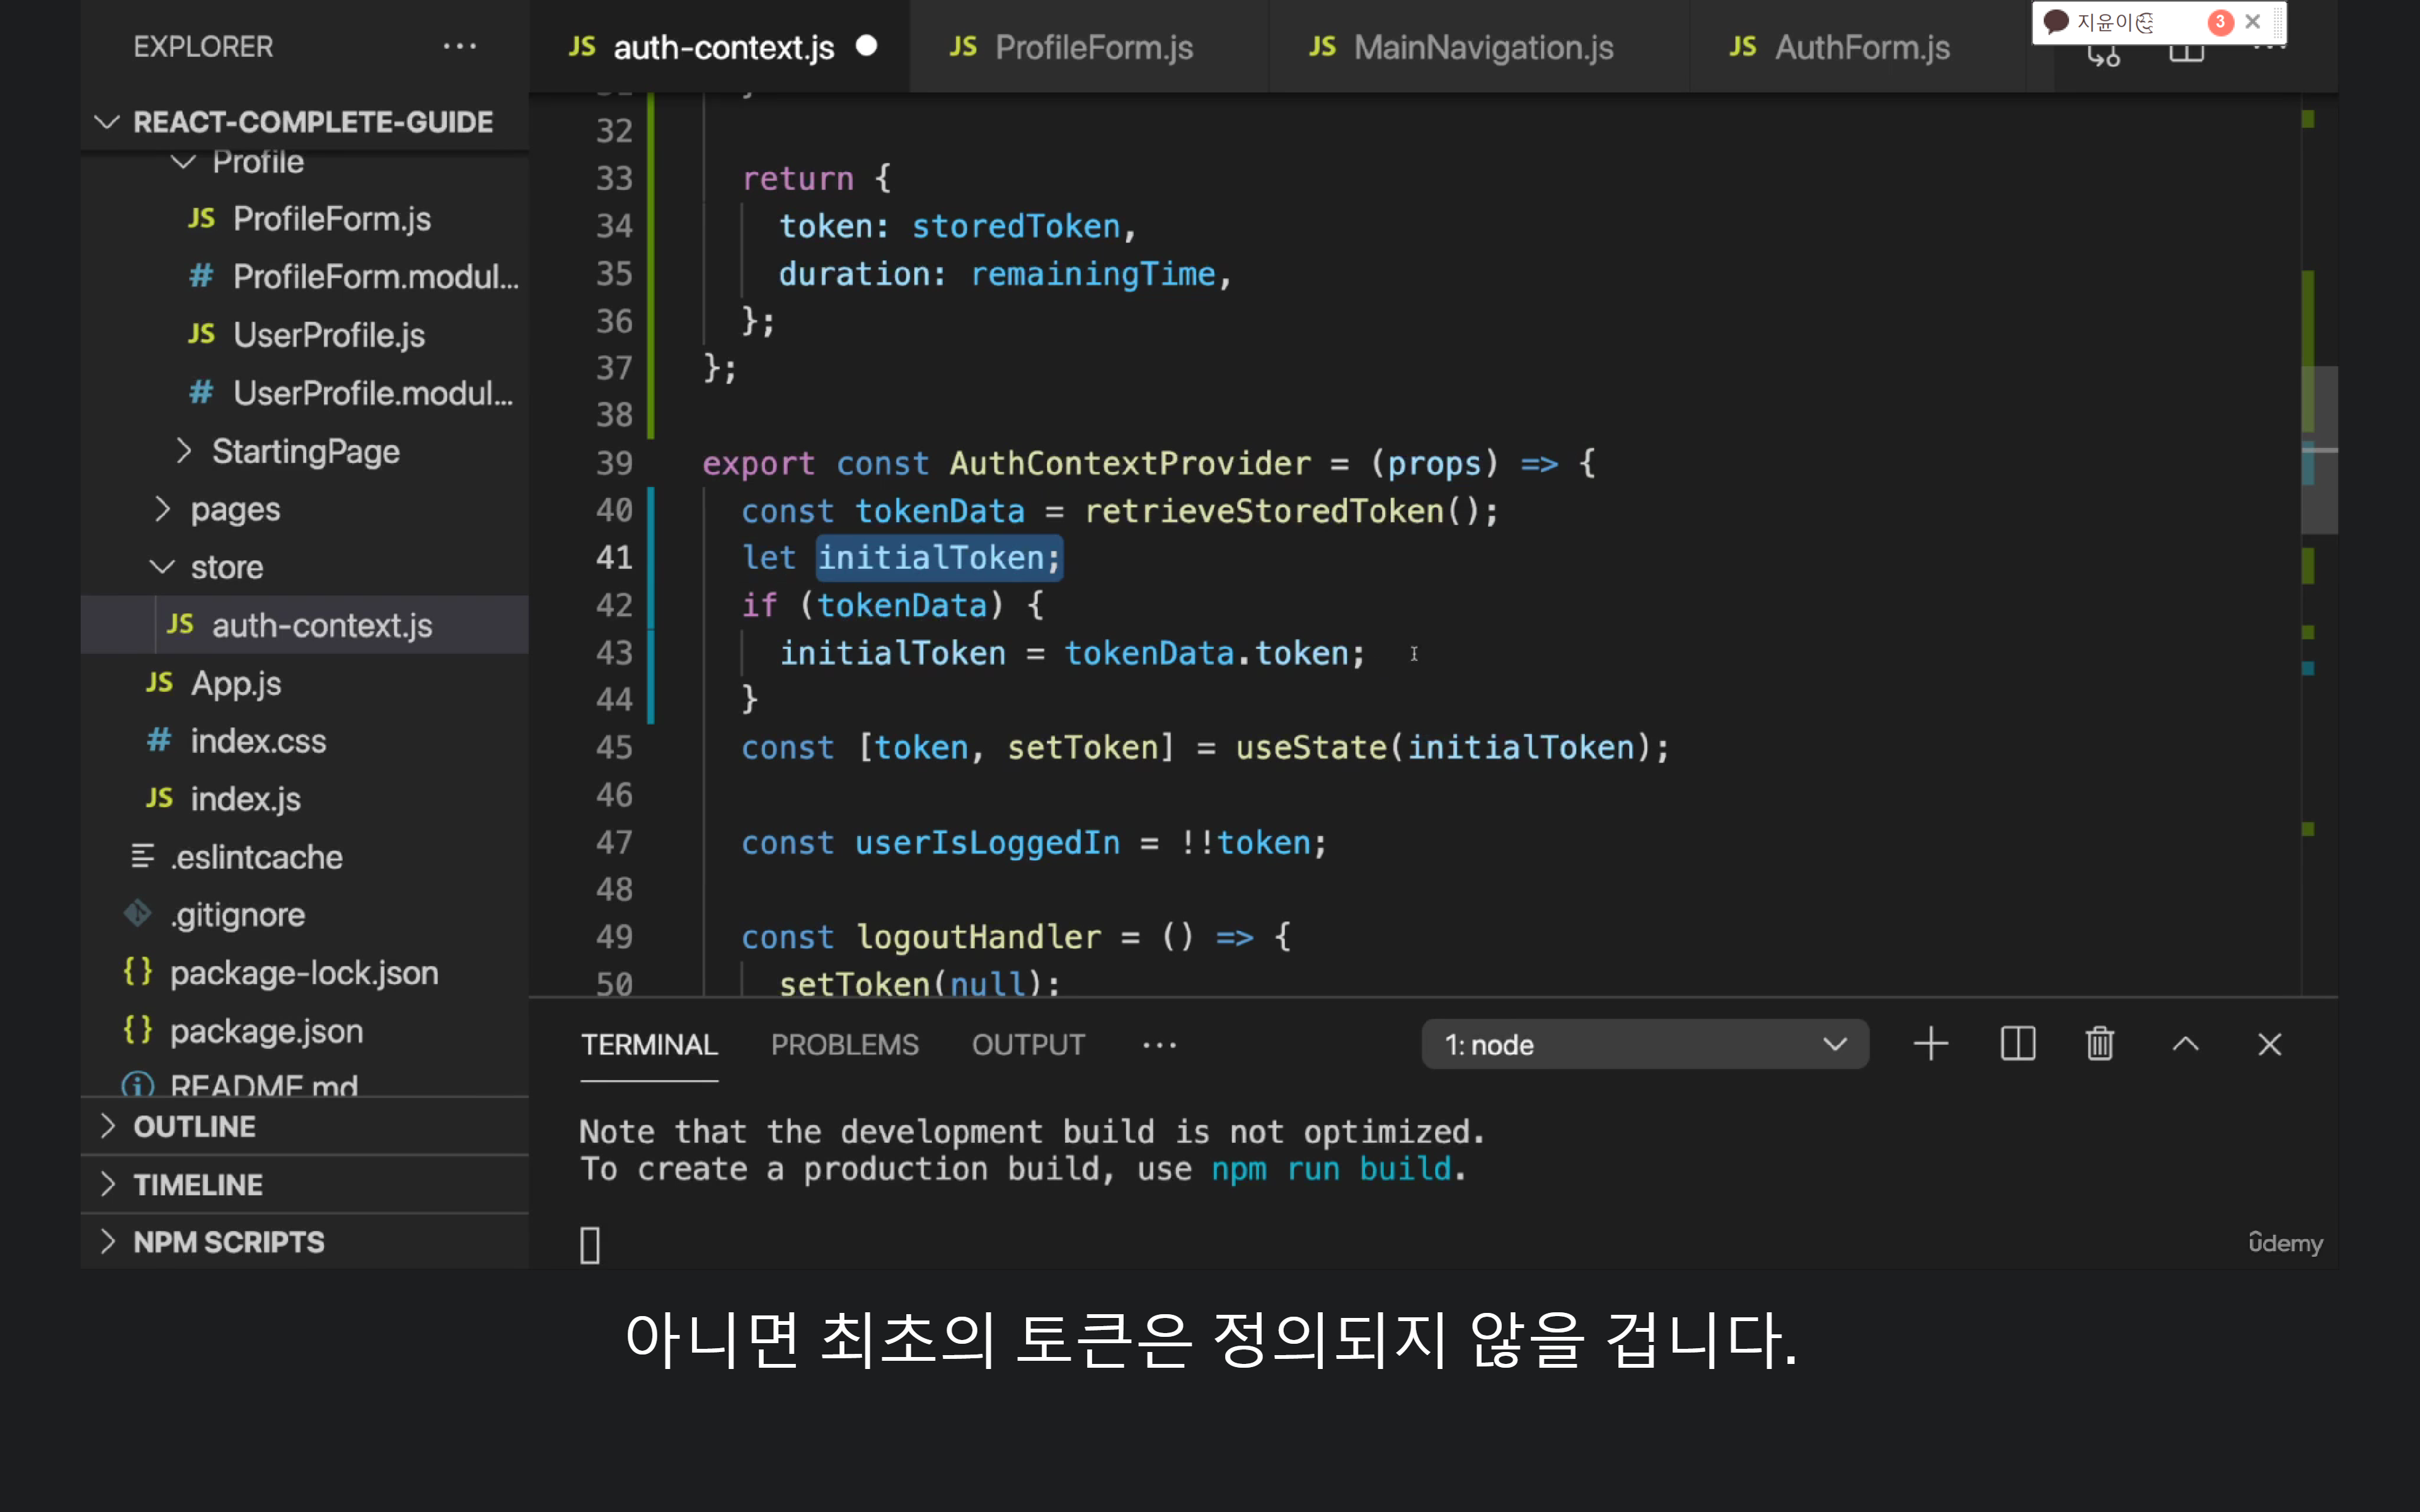 EXPLORER ···
REACT-COMPLETE-GUIDE
Profile
JS ProfileForm.js
# ProfileForm.modul...
JS UserProfile.js
# UserProfile.modul...
StartingPage
pages
store
JS auth-context.js
JS App.js
# index.css
JS index.js
.eslintcache
.gitignore
{} package-lock.json
{} package.json
README.md
OUTLINE
TIMELINE
NPM SCRIPTS
JS auth-context.js
JS ProfileForm.js
JS MainNavigation.js
JS AuthForm.js
지윤이 3
32
33 return {
34 token: storedToken,
35 duration: remainingTime,
36 };
37 };
38
39 export const AuthContextProvider = (props) => {
40 const tokenData = retrieveStoredToken();
41 let initialToken;
42 if (tokenData) {
43 initialToken = tokenData.token;
44 }
45 const [token, setToken] = useState(initialToken);
46
47 const userIsLoggedIn = !!token;
48
49 const logoutHandler = () => {
50 setToken(null);
TERMINAL PROBLEMS OUTPUT ··· 1: node
Note that the development build is not optimized.
To create a production build, use npm run build.
ûdemy
아니면 최초의 토큰은 정의되지 않을 겁니다.